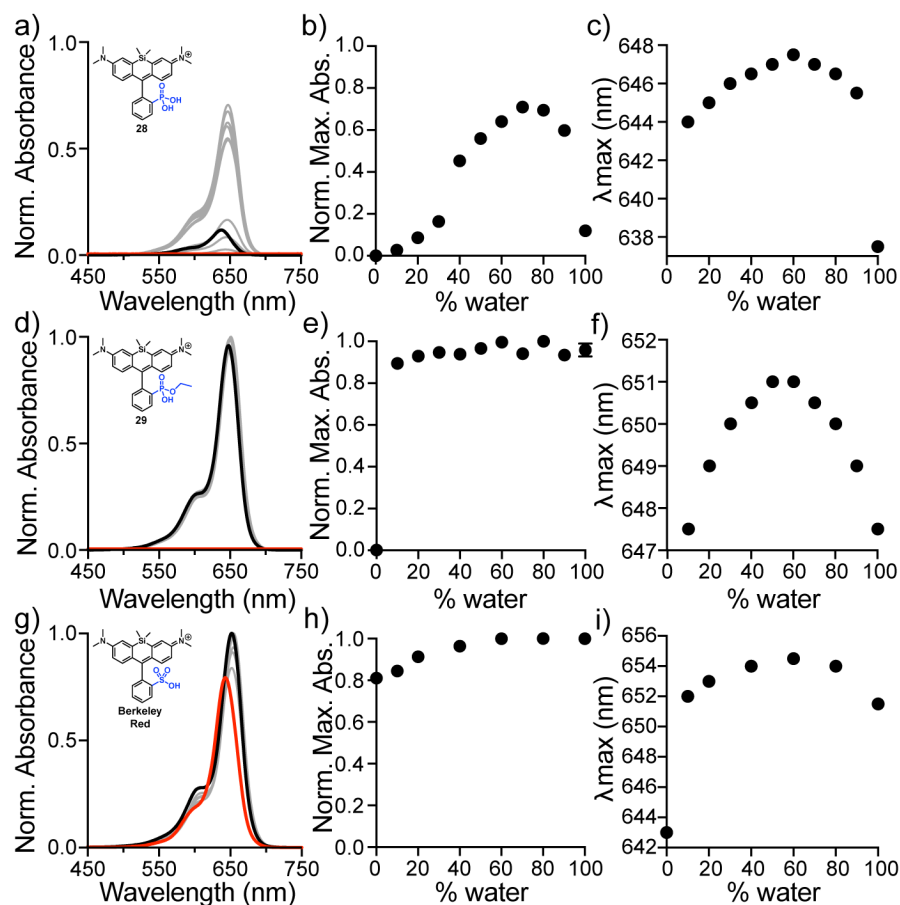 a)
b)
c)
Norm. Absorbance
1.0
0.5
0.0
450
550
650
750
Wavelength (nm)
N
Si
N
⊕
O
P
OH
OH
28
Norm. Max. Abs.
1.0
0.8
0.6
0.4
0.2
0.0
0
20
40
60
80
100
% water
λmax (nm)
648
646
644
642
640
638
0
20
40
60
80
100
% water
d)
e)
f)
Norm. Absorbance
1.0
0.5
0.0
450
550
650
750
Wavelength (nm)
N
Si
N
⊕
O
P
O
OH
29
Norm. Max. Abs.
1.0
0.8
0.6
0.4
0.2
0.0
0
20
40
60
80
100
% water
λmax (nm)
652
651
650
649
648
647
0
20
40
60
80
100
% water
g)
h)
i)
Norm. Absorbance
1.0
0.5
0.0
450
550
650
750
Wavelength (nm)
N
Si
N
⊕
O
O
S
OH
Berkeley
Red
Norm. Max. Abs.
1.0
0.8
0.6
0.4
0.2
0.0
0
20
40
60
80
100
% water
λmax (nm)
656
654
652
650
648
646
644
642
0
20
40
60
80
100
% water